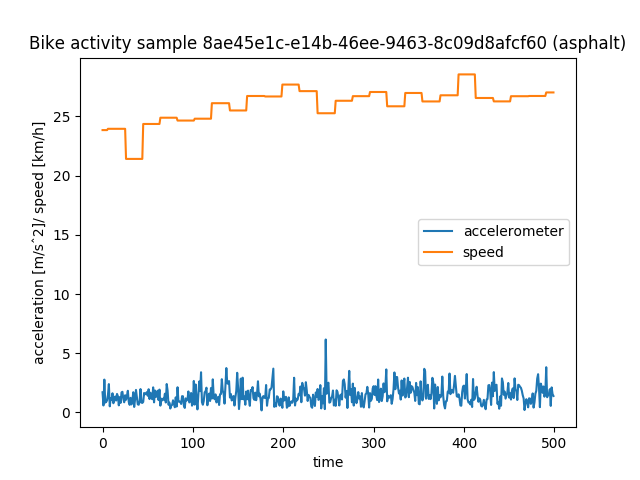 Bike activity sample 8ae45e1c-e14b-46ee-9463-8c09d8afcf60 (asphalt)
acceleration [m/s^2]/ speed [km/h]
25
20
15
10
5
0
accelerometer
speed
0 100 200 300 400 500
time